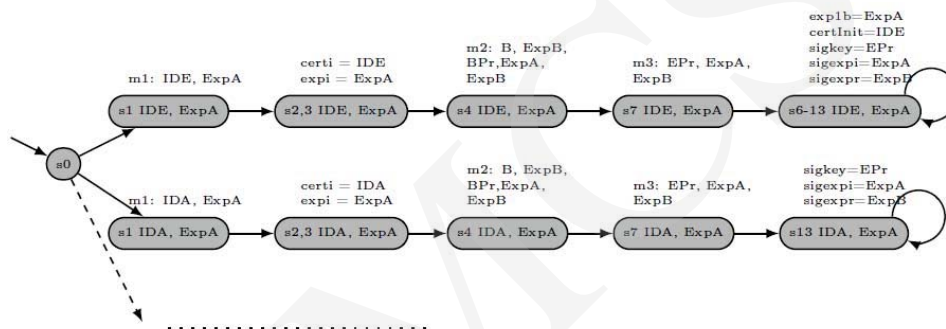 exp1b=ExpA
certInit=IDE
sigkey=EPr
sigexpi=ExpA
sigexpr=ExpB
m2: B, ExpB,
BPr,ExpA,
ExpB
certi = IDE
expi = ExpA
m3: EPr, ExpA,
ExpB
m1: IDE, ExpA
s1 IDE, ExpA
s2,3 IDE, ExpA
s4 IDE, ExpA
s7 IDE, ExpA
s6-13 IDE, ExpA
s0
m1: IDA, ExpA
certi = IDA
expi = ExpA
m2: B, ExpB,
BPr,ExpA,
ExpB
m3: EPr, ExpA,
ExpB
sigkey=EPr
sigexpi=ExpA
sigexpr=ExpB
s1 IDA, ExpA
s2,3 IDA, ExpA
s4 IDA, ExpA
s7 IDA, ExpA
s13 IDA, ExpA